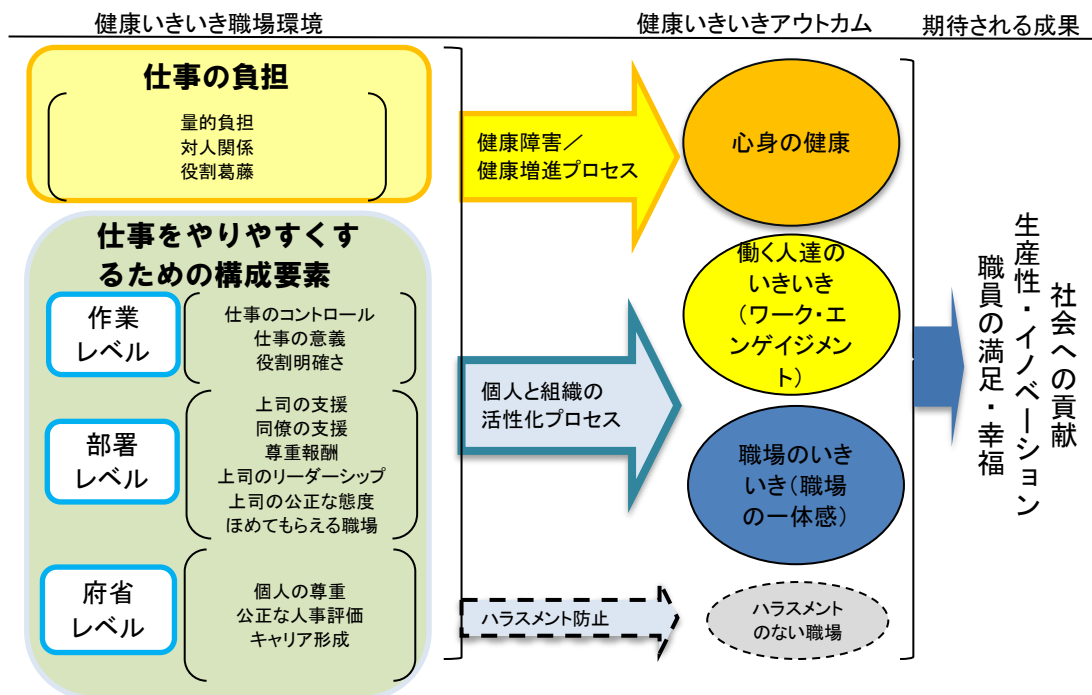 健康いきいき職場環境
健康いきいきアウトカム
期待される成果
仕事の負担
量的負担
対人関係
役割葛藤
仕事をやりやすくす
るための構成要素
作業
レベル
仕事のコントロール
仕事の意義
役割明確さ
部署
レベル
上司の支援
同僚の支援
尊重報酬
上司のリーダーシップ
上司の公正な態度
ほめてもらえる職場
府省
レベル
個人の尊重
公正な人事評価
キャリア形成
健康障害／
健康増進プロセス
個人と組織の
活性化プロセス
ハラスメント防止
心身の健康
働く人達の
いきいき
（ワーク・エ
ンゲイジメン
ト）
職場のいき
いき（職場
の一体感）
ハラスメント
のない職場
社会への貢献
生産性・イノベーション
職員の満足・幸福